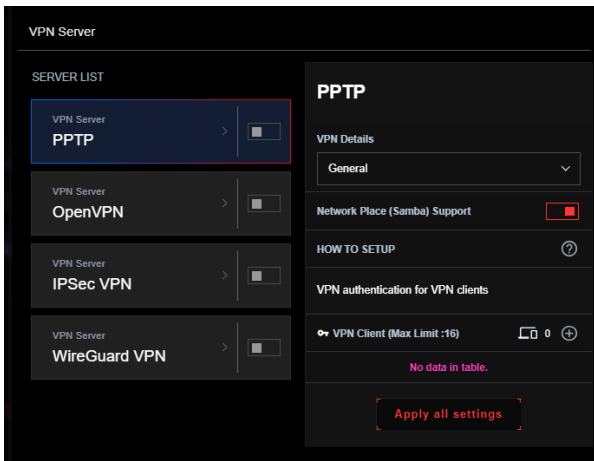 VPN Server
SERVER LIST
VPN Server
PPTP
VPN Server
OpenVPN
VPN Server
IPSec VPN
VPN Server
WireGuard VPN
PPTP
VPN Details
General
Network Place (Samba) Support
HOW TO SETUP
VPN authentication for VPN clients
VPN Client (Max Limit :16) 0
No data in table.
Apply all settings